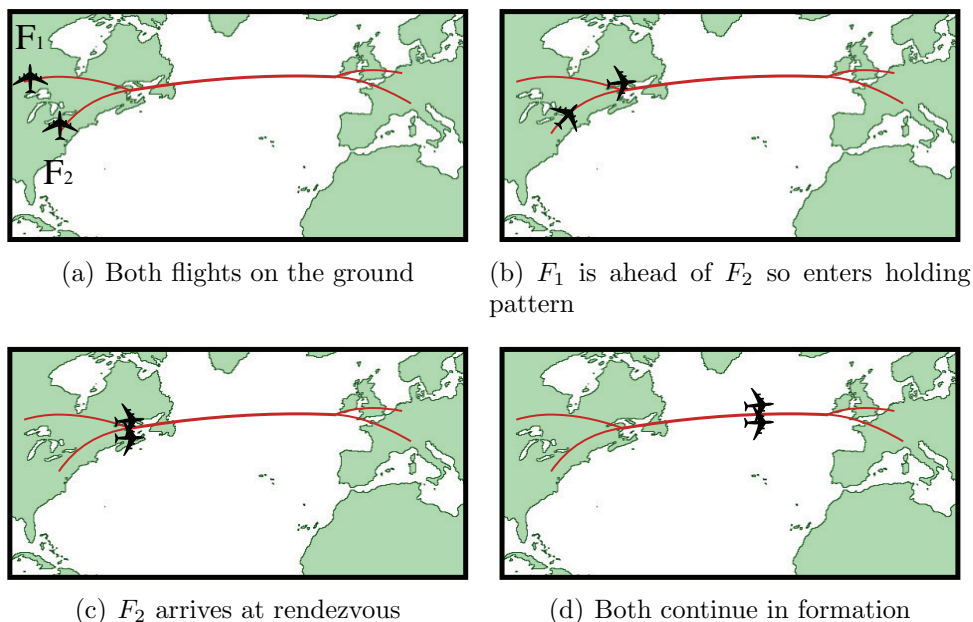 F₁
F₂
(a) Both flights on the ground
(b) F₁ is ahead of F₂ so enters holding
pattern
(c) F₂ arrives at rendezvous
(d) Both continue in formation